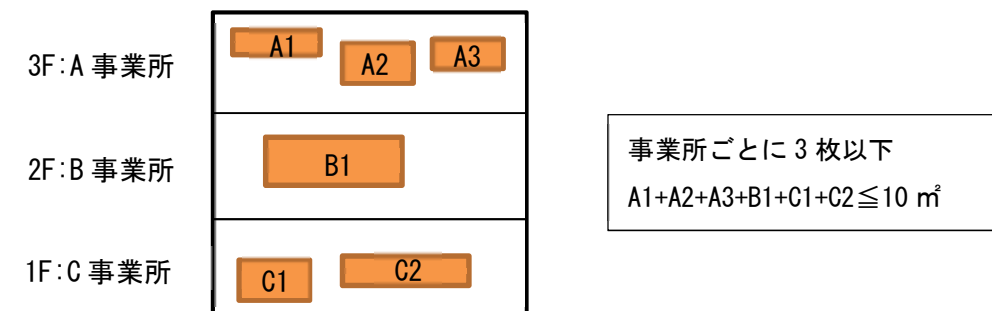 3F:A 事業所
A1
A2
A3
2F:B 事業所
B1
1F:C 事業所
C1
C2
事業所ごとに 3 枚以下
A1+A2+A3+B1+C1+C2≦10 ㎡